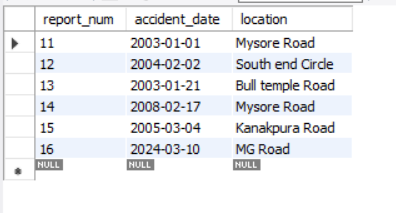 report_num accident_date location
11 2003-01-01 Mysore Road
12 2004-02-02 South end Circle
13 2003-01-21 Bull temple Road
14 2008-02-17 Mysore Road
15 2005-03-04 Kanakpura Road
16 2024-03-10 MG Road
NULL NULL NULL